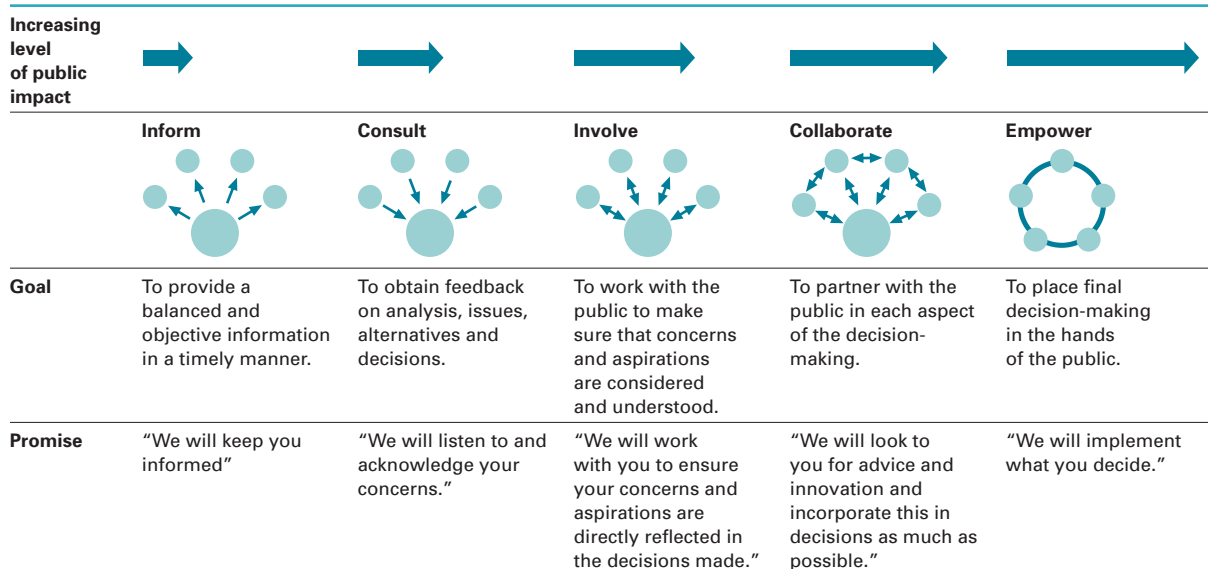 Increasing
level
of public
impact
Inform
Consult
Involve
Collaborate
Empower
Goal
To provide a
balanced and
objective information
in a timely manner.
To obtain feedback
on analysis, issues,
alternatives and
decisions.
To work with the
public to make
sure that concerns
and aspirations
are considered
and understood.
To partner with the
public in each aspect
of the decision-
making.
To place final
decision-making
in the hands
of the public.
Promise
“We will keep you
informed”
“We will listen to and
acknowledge your
concerns.”
“We will work
with you to ensure
your concerns and
aspirations are
directly reflected in
the decisions made.”
“We will look to
you for advice and
innovation and
incorporate this in
decisions as much as
possible.”
“We will implement
what you decide.”